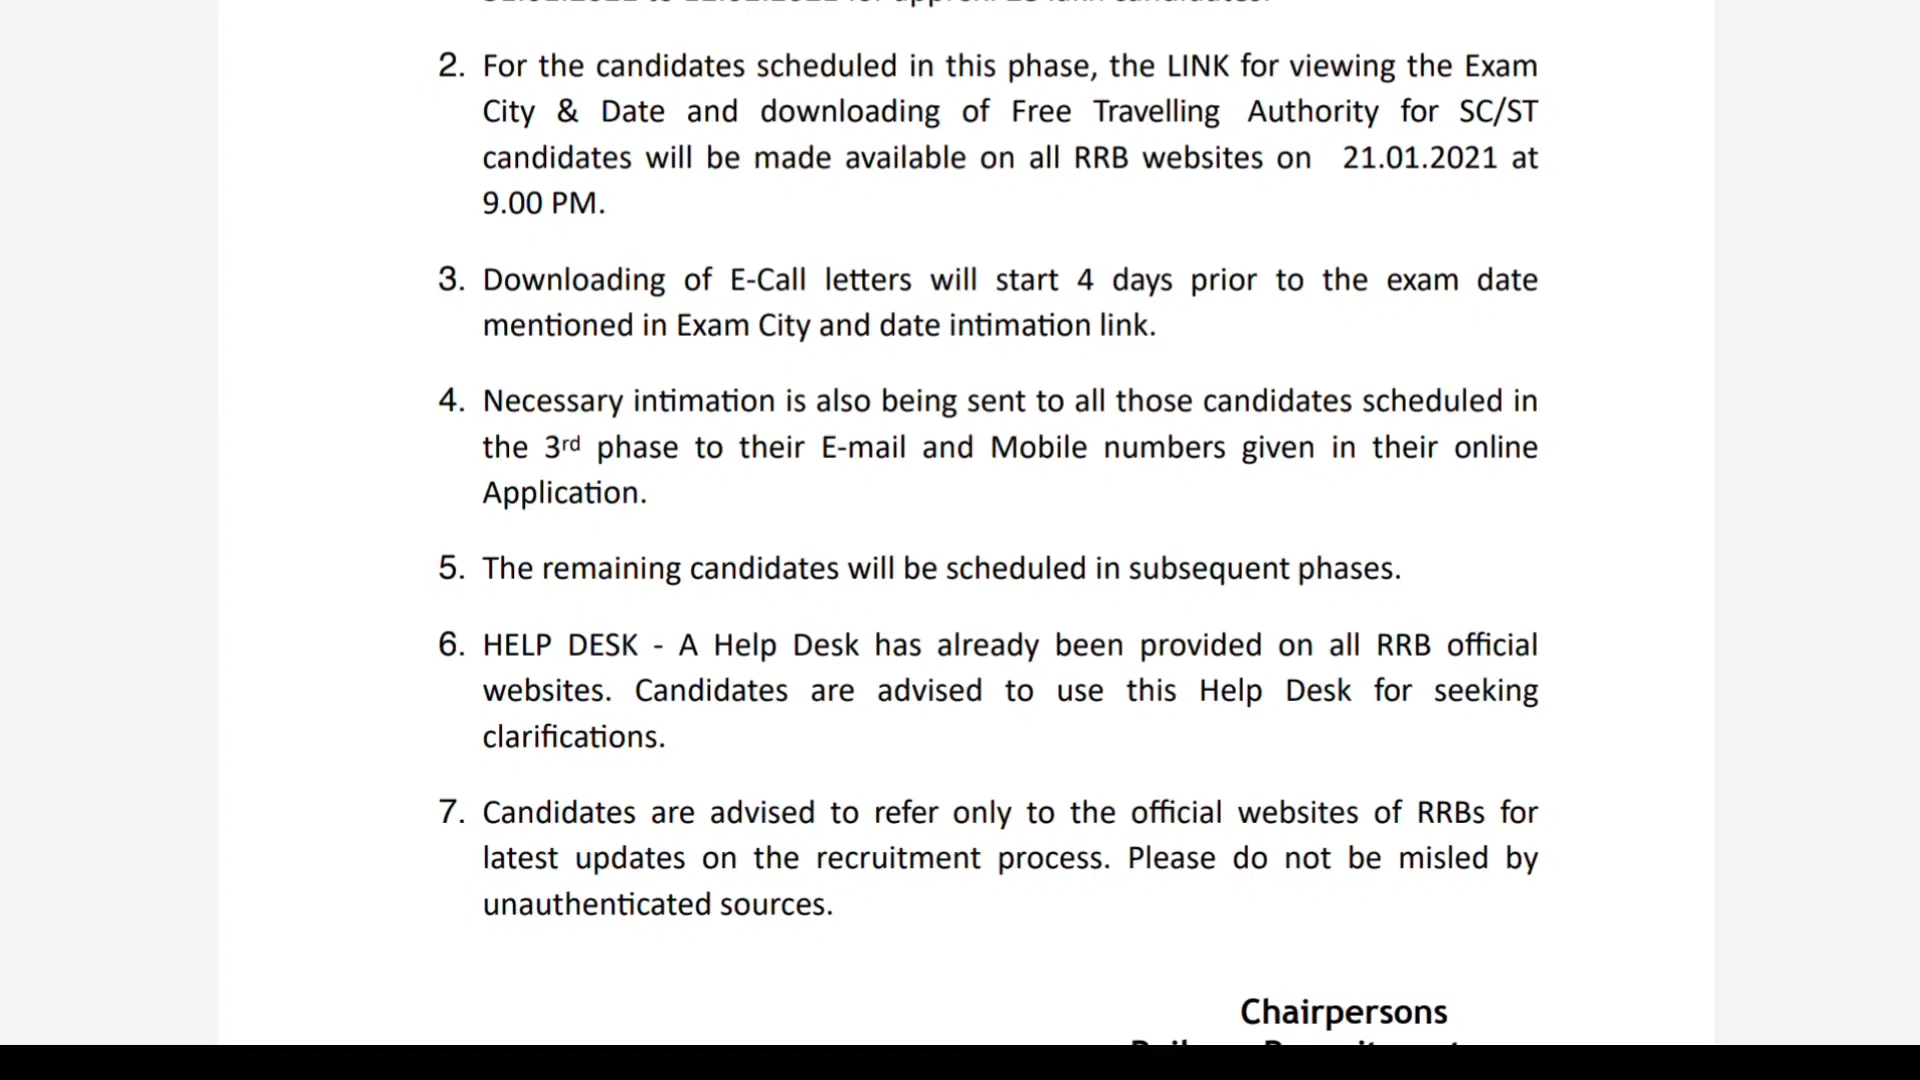 2. For the candidates scheduled in this phase, the LINK for viewing the Exam
City & Date and downloading of Free Travelling Authority for SC/ST
candidates will be made available on all RRB websites on 21.01.2021 at
9.00 PM.
3. Downloading of E-Call letters will start 4 days prior to the exam date
mentioned in Exam City and date intimation link.
4. Necessary intimation is also being sent to all those candidates scheduled in
the 3rd phase to their E-mail and Mobile numbers given in their online
Application.
5. The remaining candidates will be scheduled in subsequent phases.
6. HELP DESK - A Help Desk has already been provided on all RRB official
websites. Candidates are advised to use this Help Desk for seeking
clarifications.
7. Candidates are advised to refer only to the official websites of RRBs for
latest updates on the recruitment process. Please do not be misled by
unauthenticated sources.
Chairpersons